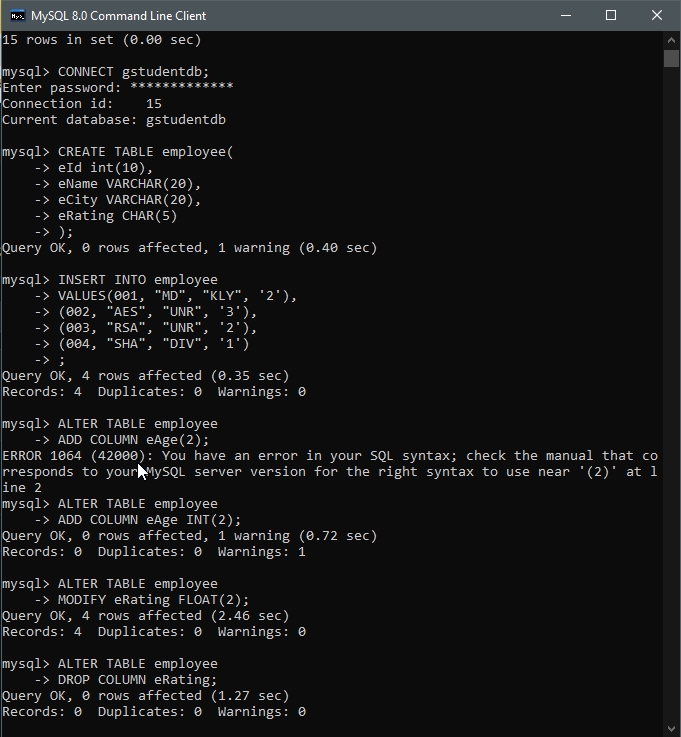 MySQL 8.0 Command Line Client
15 rows in set (0.00 sec)
mysql> CONNECT gstudentdb;
Enter password: *************
Connection id:    15
Current database: gstudentdb
mysql> CREATE TABLE employee(
    -> eId int(10),
    -> eName VARCHAR(20),
    -> eCity VARCHAR(20),
    -> eRating CHAR(5)
    -> );
Query OK, 0 rows affected, 1 warning (0.40 sec)
mysql> INSERT INTO employee
    -> VALUES(001, "MD", "KLY", '2'),
    -> (002, "AES", "UNR", '3'),
    -> (003, "RSA", "UNR", '2'),
    -> (004, "SHA", "DIV", '1')
    -> ;
Query OK, 4 rows affected (0.35 sec)
Records: 4  Duplicates: 0  Warnings: 0
mysql> ALTER TABLE employee
    -> ADD COLUMN eAge(2);
ERROR 1064 (42000): You have an error in your SQL syntax; check the manual that co
rresponds to your MySQL server version for the right syntax to use near '(2)' at l
ine 2
mysql> ALTER TABLE employee
    -> ADD COLUMN eAge INT(2);
Query OK, 0 rows affected, 1 warning (0.72 sec)
Records: 0  Duplicates: 0  Warnings: 1
mysql> ALTER TABLE employee
    -> MODIFY eRating FLOAT(2);
Query OK, 4 rows affected (2.46 sec)
Records: 4  Duplicates: 0  Warnings: 0
mysql> ALTER TABLE employee
    -> DROP COLUMN eRating;
Query OK, 0 rows affected (1.27 sec)
Records: 0  Duplicates: 0  Warnings: 0